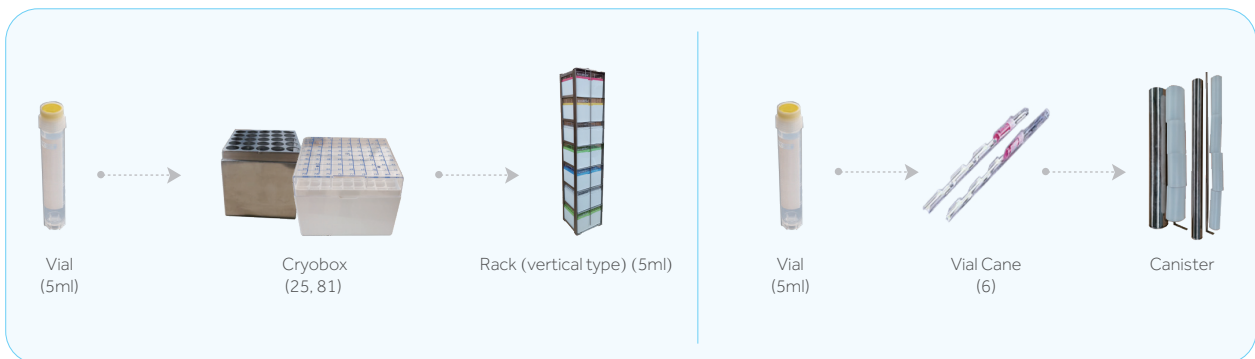 Vial
(5ml)
Cryobox
(25, 81)
Rack (vertical type) (5ml)
Vial
(5ml)
Vial Cane
(6)
Canister